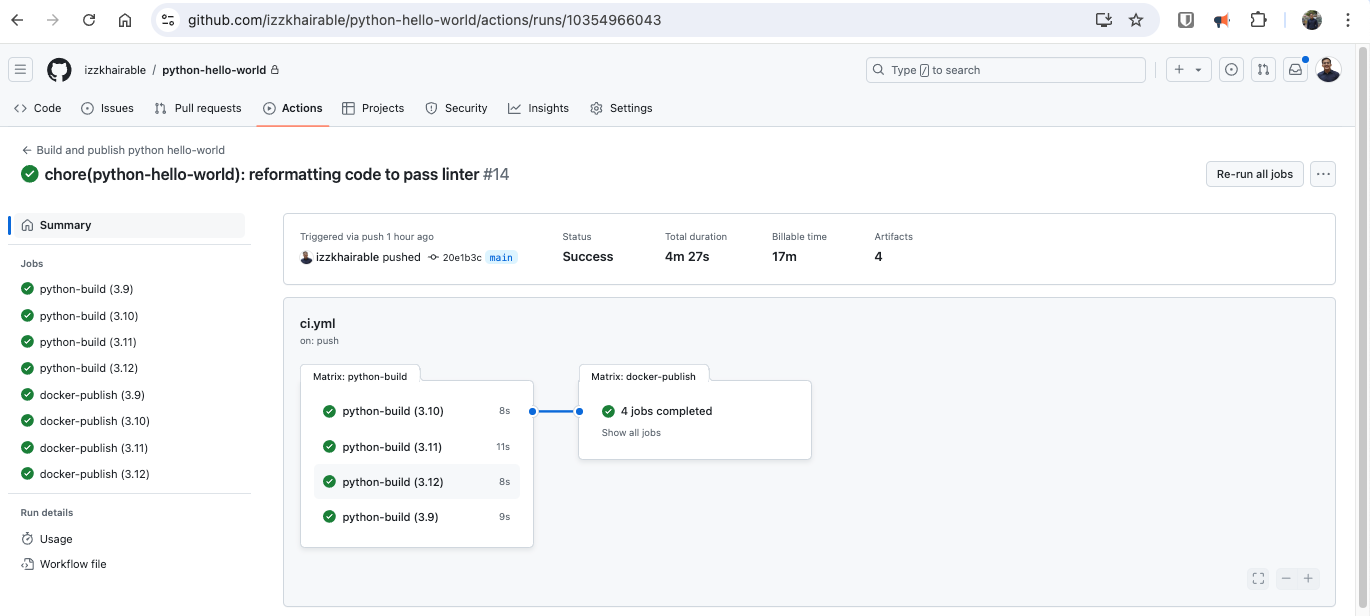 github.com/izzkhairable/python-hello-world/actions/runs/10354966043
izzkhairable / python-hello-world
Type / to search
Code Issues Pull requests Actions Projects Security Insights Settings
Build and publish python hello-world
chore(python-hello-world): reformatting code to pass linter #14
Re-run all jobs
Summary
Jobs
python-build (3.9)
python-build (3.10)
python-build (3.11)
python-build (3.12)
docker-publish (3.9)
docker-publish (3.10)
docker-publish (3.11)
docker-publish (3.12)
Run details
Usage
Workflow file
Triggered via push 1 hour ago
izzkhairable pushed 20e1b3c main
Status
Success
Total duration
4m 27s
Billable time
17m
Artifacts
4
ci.yml
on: push
Matrix: python-build
python-build (3.10) 8s
python-build (3.11) 11s
python-build (3.12) 8s
python-build (3.9) 9s
Matrix: docker-publish
4 jobs completed
Show all jobs